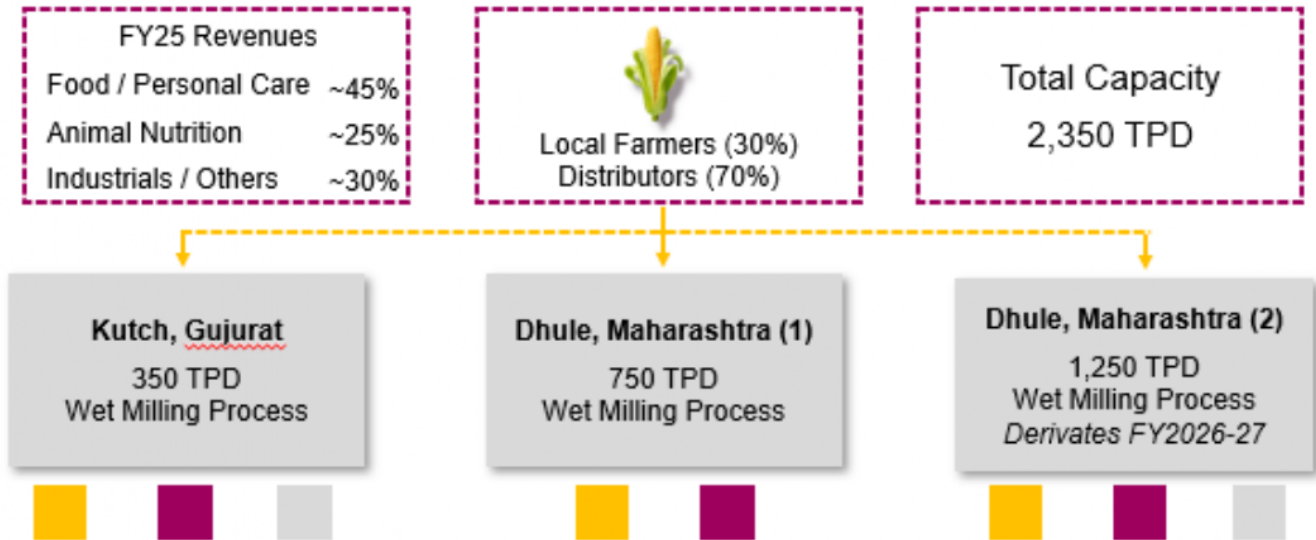 FY25 Revenues
Food / Personal Care ~45%
Animal Nutrition ~25%
Industrials / Others ~30%
Local Farmers (30%)
Distributors (70%)
Total Capacity
2,350 TPD
Kutch, Gujurat
350 TPD
Wet Milling Process
Dhule, Maharashtra (1)
750 TPD
Wet Milling Process
Dhule, Maharashtra (2)
1,250 TPD
Wet Milling Process
Derivates FY2026-27